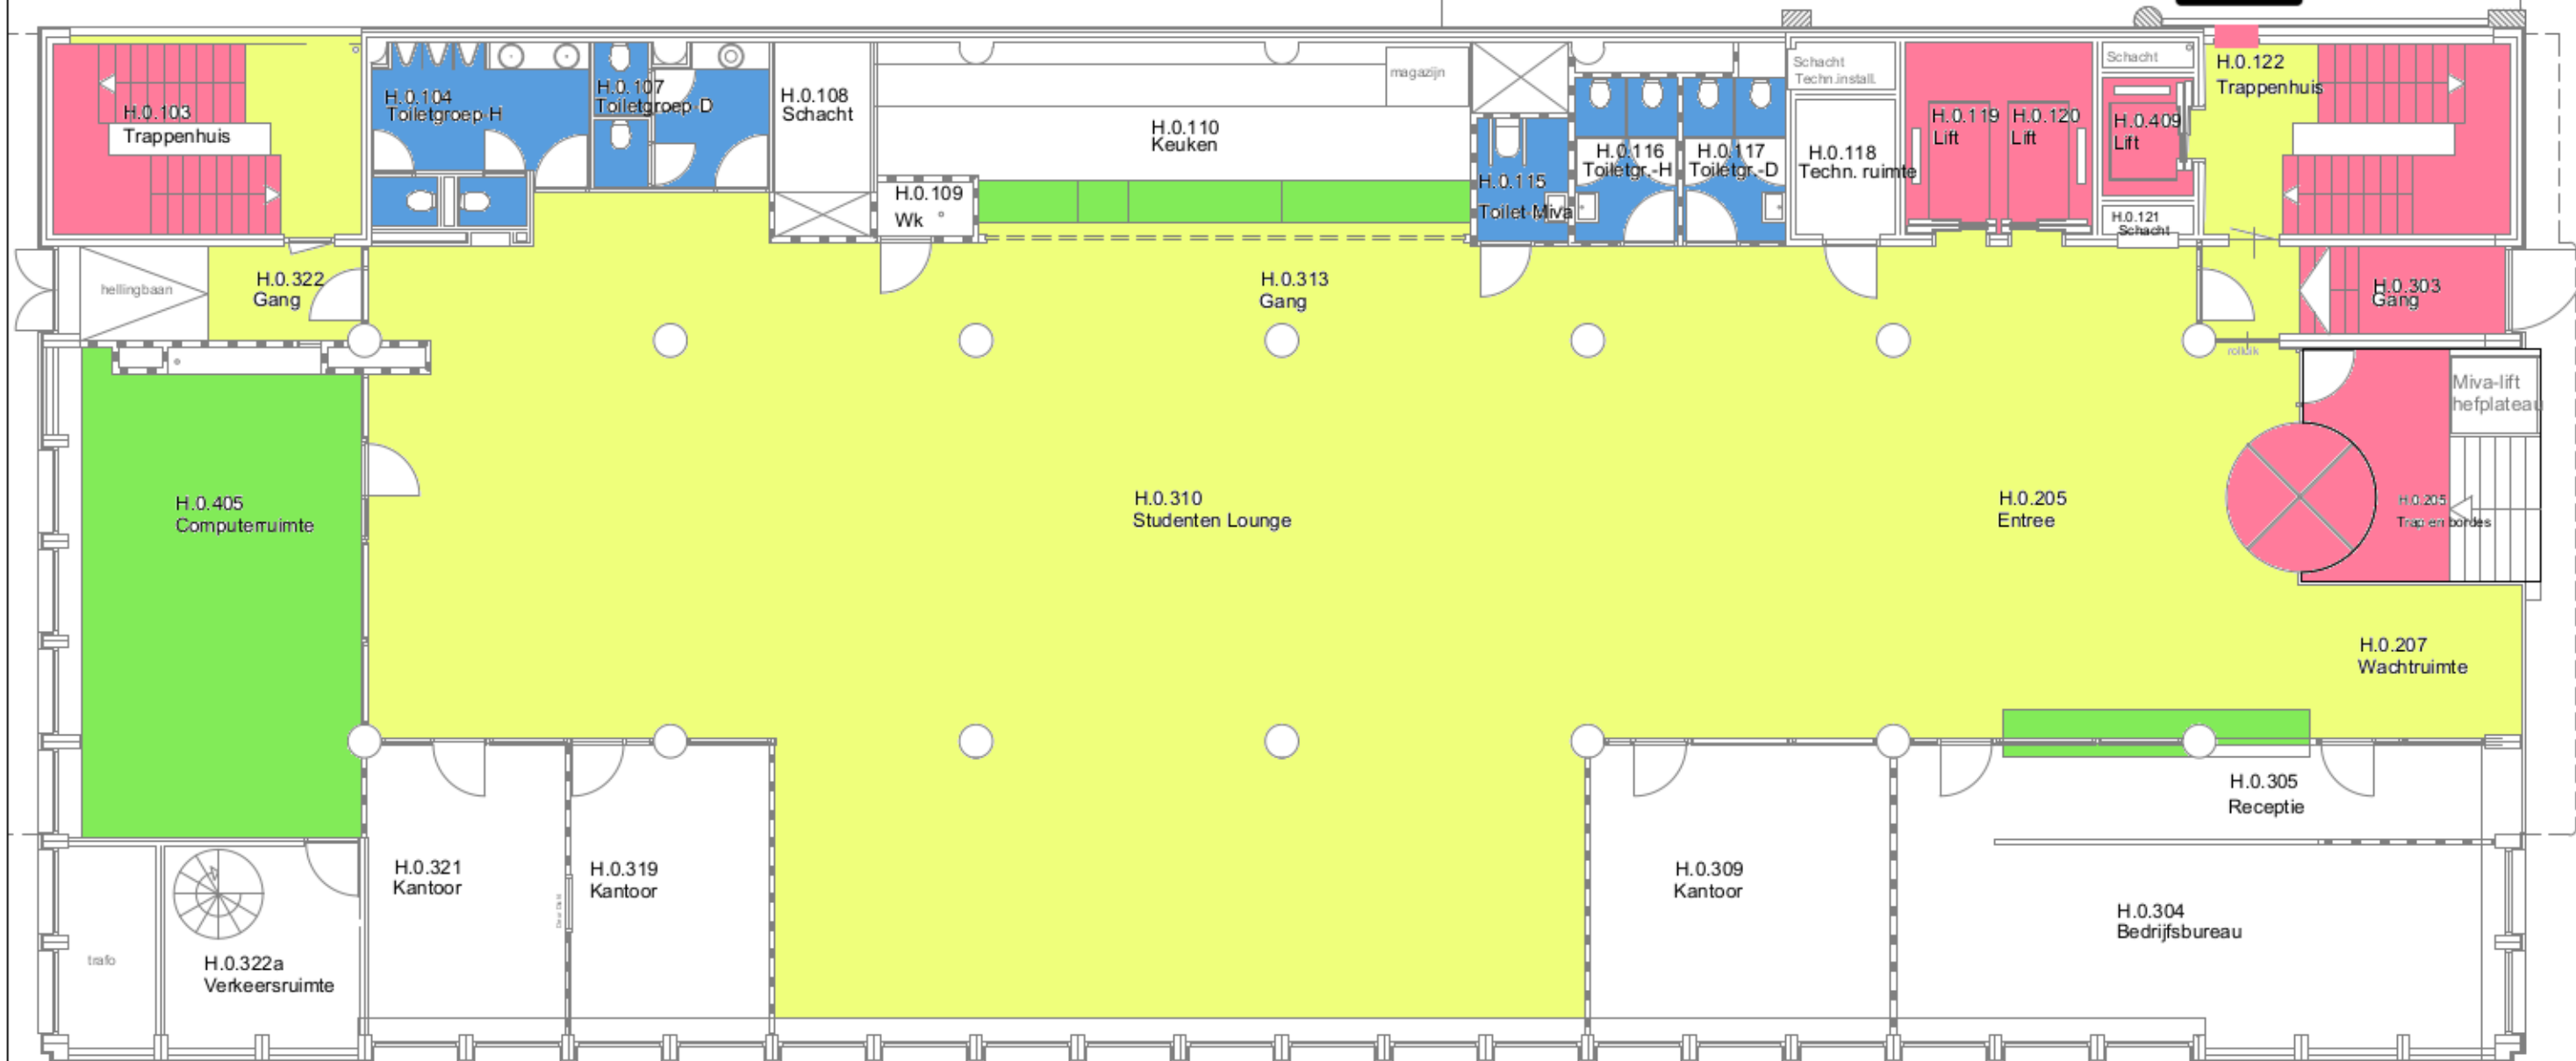 H.0.103
Trappenhuis
H.0.104
Toiletgroep-H
H.0.107
Toiletgroep-D
H.0.108
Schacht
H.0.109
Wk
H.0.110
Keuken
magazijn
H.0.115
Toilet Miva
H.0.116
Toiletgr.-H
H.0.117
Toiletgr.-D
Schacht
Techn.install.
H.0.118
Techn. ruimte
H.0.119
Lift
H.0.120
Lift
Schacht
H.0.409
Lift
H.0.121
Schacht
H.0.122
Trappenhuis
hellingbaan
H.0.322
Gang
H.0.313
Gang
H.0.303
Gang
rolluik
Miva-lift
hefplateau
H.0.405
Computerruimte
H.0.310
Studenten Lounge
H.0.205
Entree
H.0.205
Trap en bordes
H.0.207
Wachtruimte
H.0.305
Receptie
H.0.321
Kantoor
H.0.319
Kantoor
H.0.309
Kantoor
H.0.304
Bedrijfsbureau
trafo
H.0.322a
Verkeersruimte